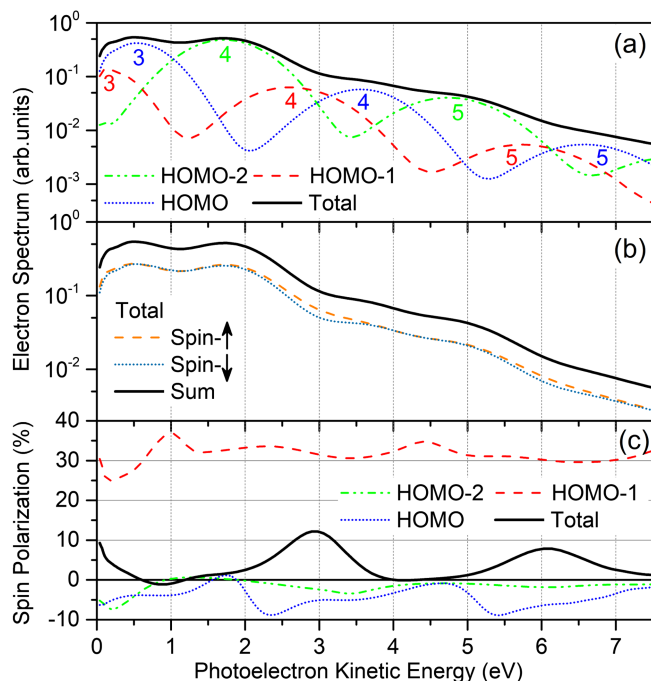 10⁰
(a)
3
3
4
4
4
5
5
5
10⁻¹
10⁻²
10⁻³
Electron Spectrum (arb.units)
HOMO-2
HOMO-1
HOMO
Total
10⁰
(b)
10⁻¹
10⁻²
Total
Spin-↑
Spin-↓
Sum
40
(c)
30
20
10
0
-10
Spin Polarization (%)
HOMO-2
HOMO-1
HOMO
Total
0 1 2 3 4 5 6 7
Photoelectron Kinetic Energy (eV)